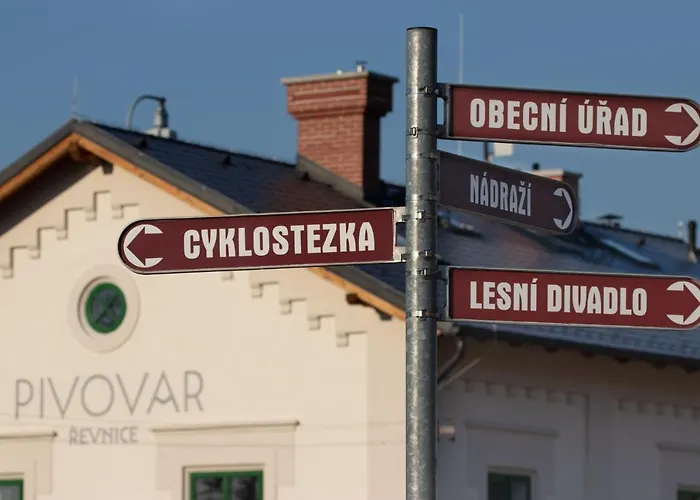 OBECNÍ ÚŘAD
NÁDRAŽÍ
CYKLOSTEZKA
LESNÍ DIVADLO
PIVOVAR
ŘEVNICE